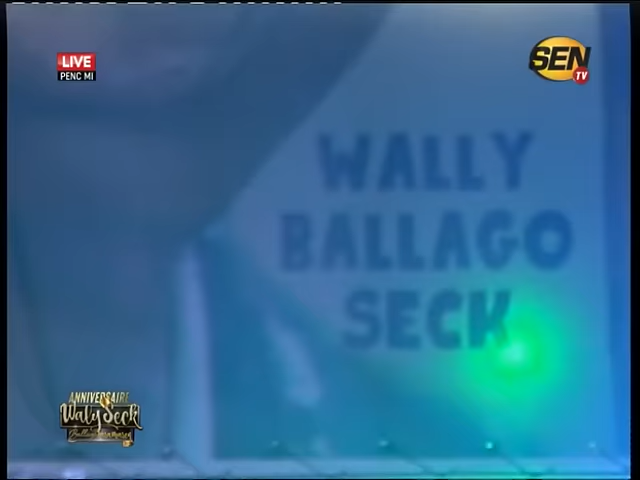 LIVE
PENC MI
SEN
TV
WALLY
BALLAGO
SECK
ANNIVERSAIRE
Waly Seck